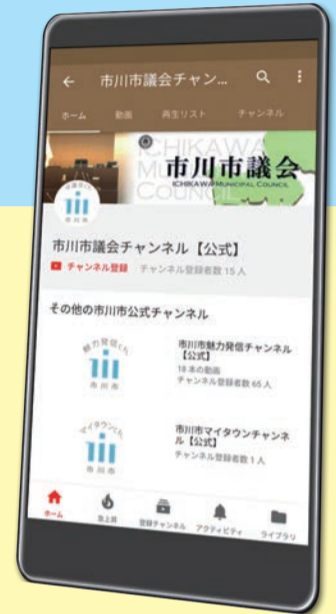 市川市議会チャン...
ホーム 動画 再生リスト チャンネル
ICHIKAWA
MUNICIPAL
COUNCIL
市川市議会
ICHIKAWA MUNICIPAL COUNCIL
市川市
市川市議会チャンネル【公式】
チャンネル登録 チャンネル登録者数 15 人
その他の市川市公式チャンネル
魅力発信くん
市川市
市川市魅力発信チャンネル
【公式】
18 本の動画
チャンネル登録者数 65 人
マイタウンくん
市川市
市川市マイタウンチャンネ
ル【公式】
チャンネル登録者数 1 人
ホーム 急上昇 登録チャンネル アクティビティ ライブラリ